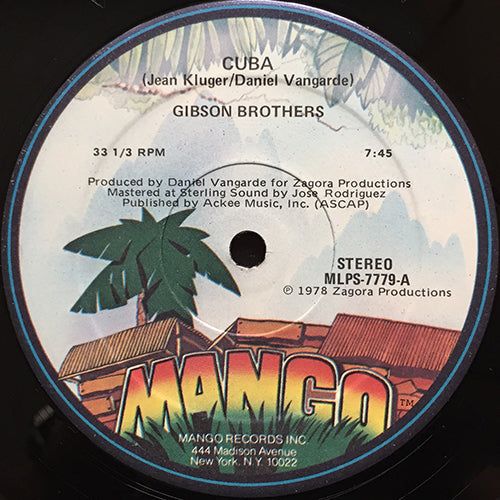 CUBA
(Jean Kluger/Daniel Vangarde)
GIBSON BROTHERS
33 1/3 RPM 7:45
Produced by Daniel Vangarde for Zagora Productions
Mastered at Sterling Sound by Jose Rodriguez
Published by Ackee Music, Inc. (ASCAP)
STEREO
MLPS-7779-A
℗ 1978 Zagora Productions
MANGO TM
MANGO RECORDS INC.
444 Madison Avenue
New York, N.Y. 10022